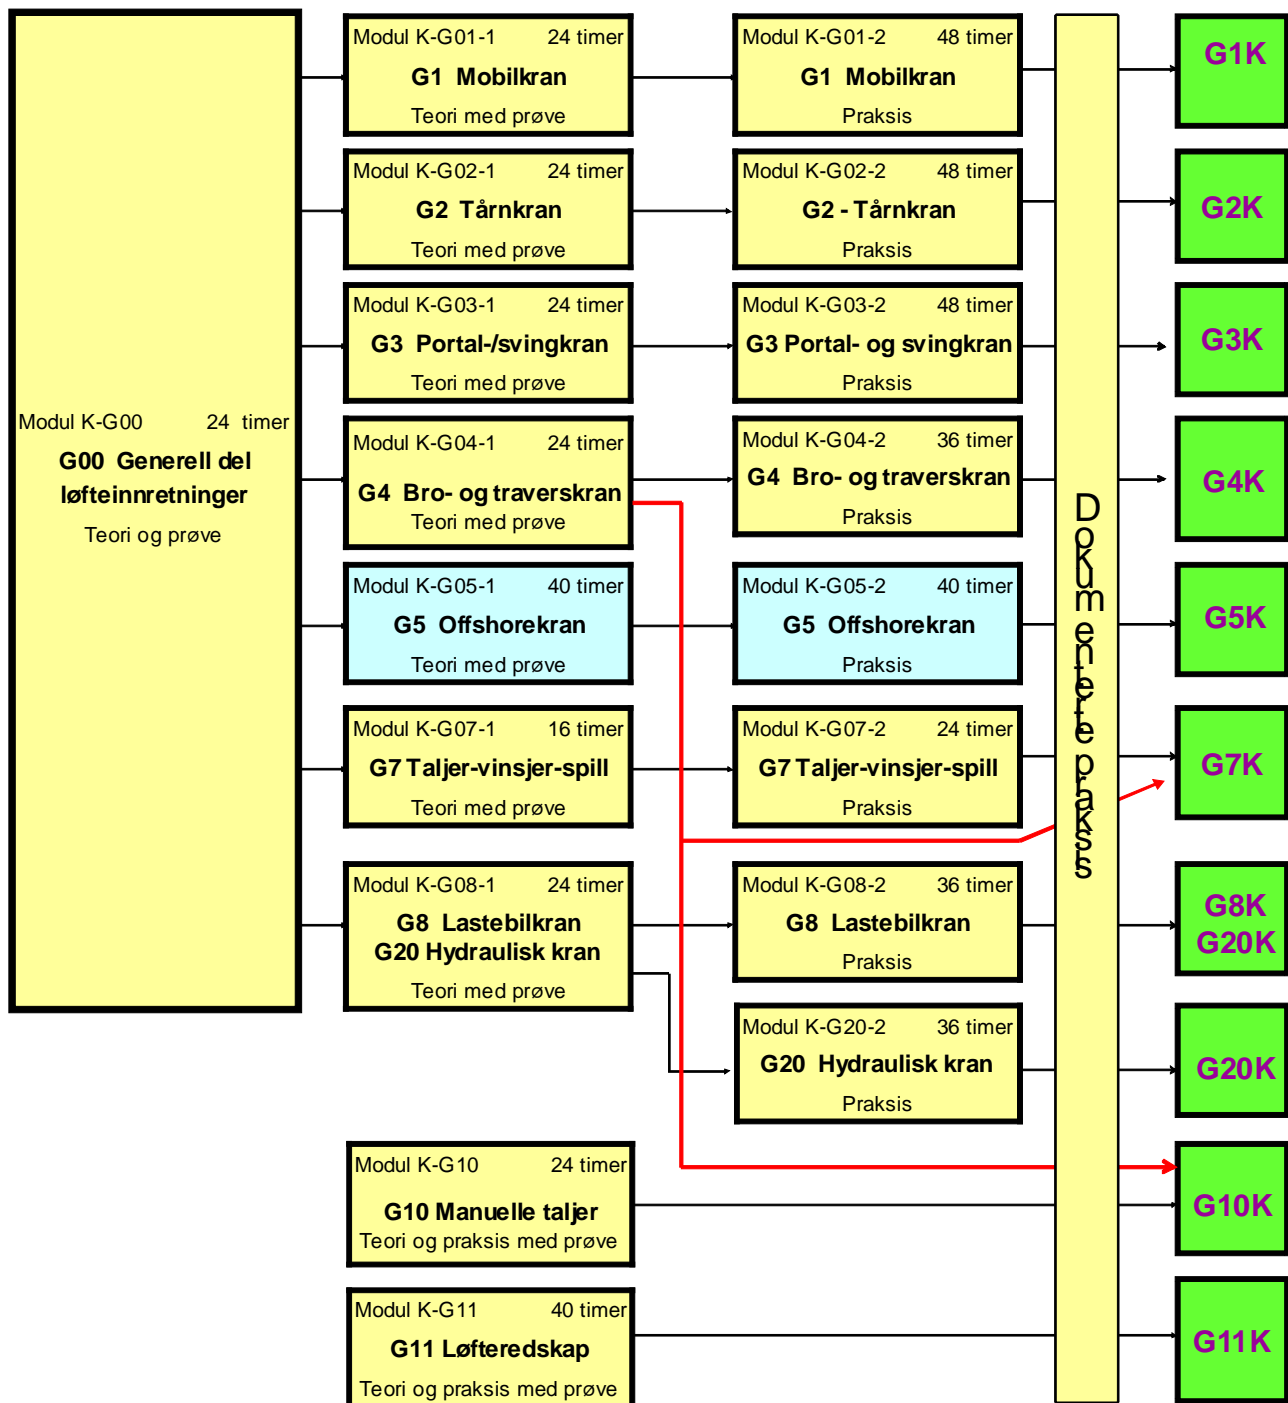 Modul K-G00 24 timer
G00 Generell del
løfteinnretninger
Teori og prøve
Modul K-G01-1 24 timer
G1 Mobilkran
Teori med prøve
Modul K-G01-2 48 timer
G1 Mobilkran
Praksis
G1K
Modul K-G02-1 24 timer
G2 Tårnkran
Teori med prøve
Modul K-G02-2 48 timer
G2 - Tårnkran
Praksis
G2K
Modul K-G03-1 24 timer
G3 Portal-/svingkran
Teori med prøve
Modul K-G03-2 48 timer
G3 Portal- og svingkran
Praksis
G3K
Modul K-G04-1 24 timer
G4 Bro- og traverskran
Teori med prøve
Modul K-G04-2 36 timer
G4 Bro- og traverskran
Praksis
G4K
Modul K-G05-1 40 timer
G5 Offshorekran
Teori med prøve
Modul K-G05-2 40 timer
G5 Offshorekran
Praksis
G5K
Modul K-G07-1 16 timer
G7 Taljer-vinsjer-spill
Teori med prøve
Modul K-G07-2 24 timer
G7 Taljer-vinsjer-spill
Praksis
G7K
Modul K-G08-1 24 timer
G8 Lastebilkran
G20 Hydraulisk kran
Teori med prøve
Modul K-G08-2 36 timer
G8 Lastebilkran
Praksis
G8K
G20K
Modul K-G20-2 36 timer
G20 Hydraulisk kran
Praksis
G20K
Modul K-G10 24 timer
G10 Manuelle taljer
Teori og praksis med prøve
G10K
Modul K-G11 40 timer
G11 Løfteredskap
Teori og praksis med prøve
G11K
Dokumenterte praksis